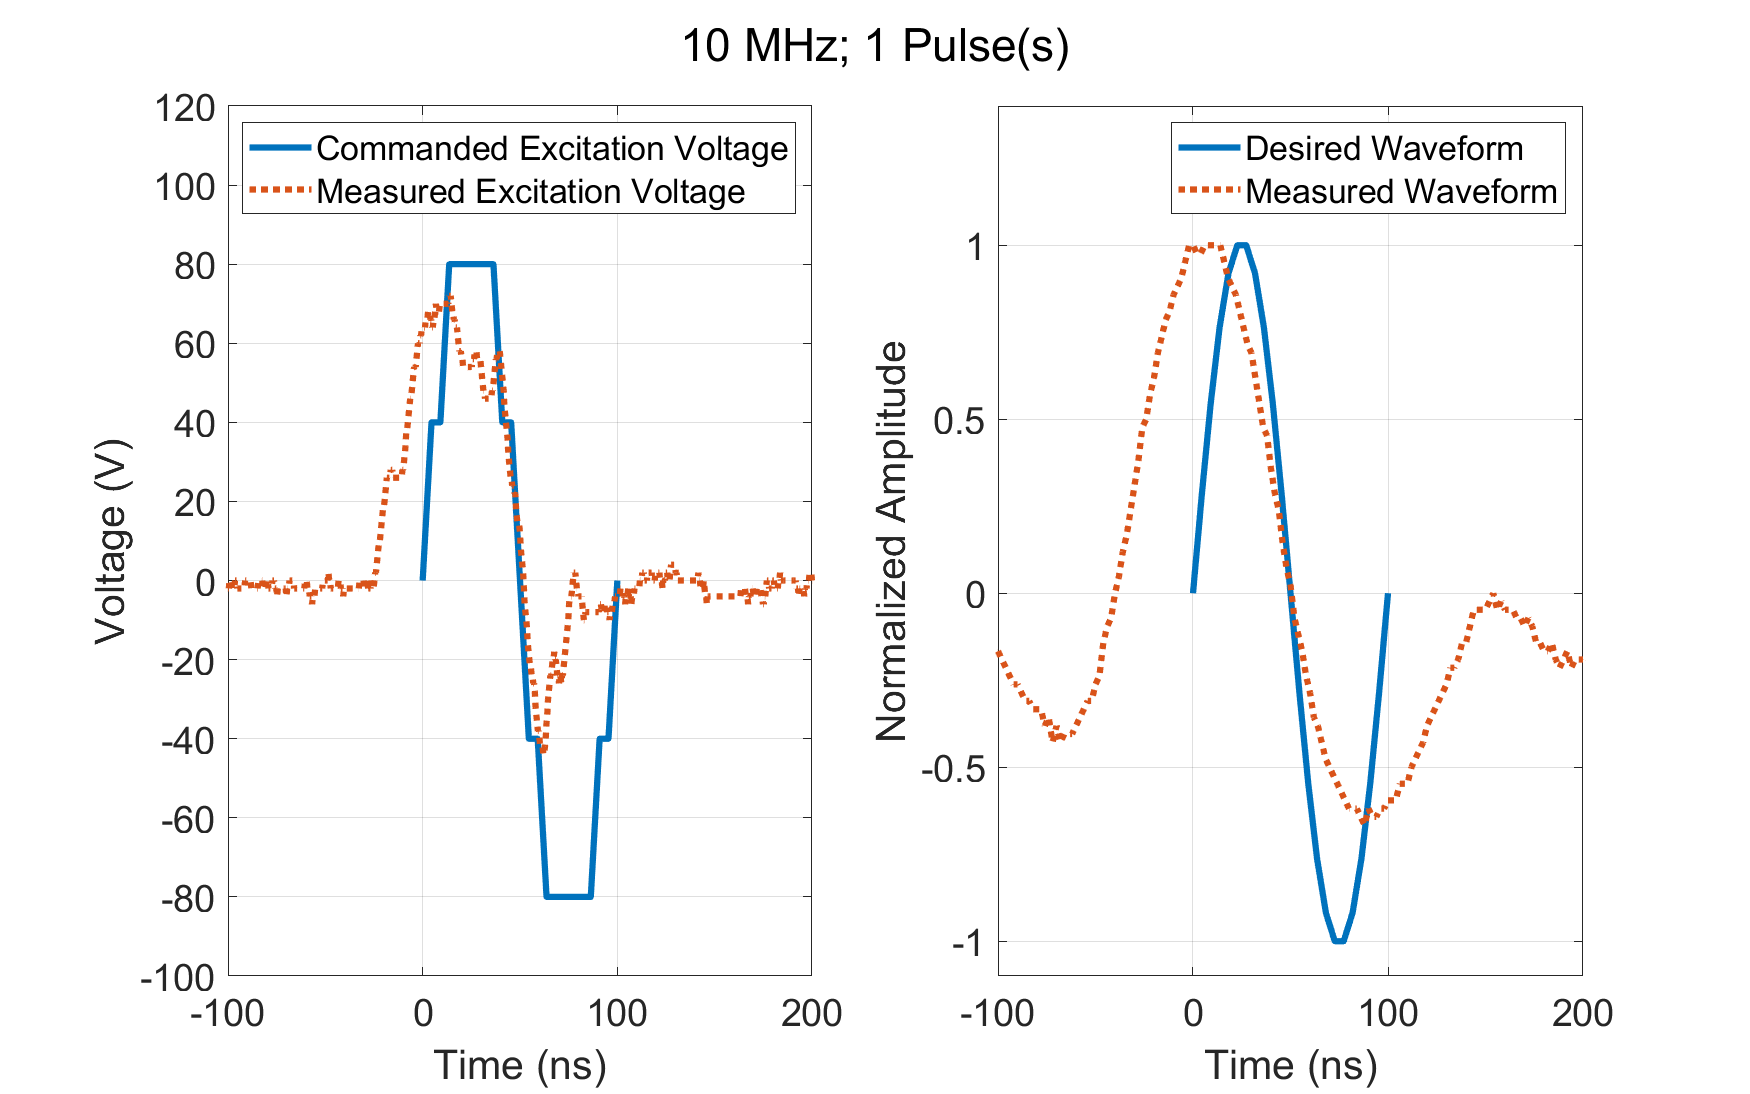 10 MHz; 1 Pulse(s)
Commanded Excitation Voltage
Measured Excitation Voltage
Voltage (V)
120
100
80
60
40
20
0
-20
-40
-60
-80
-100
-100 0 100 200
Time (ns)
Desired Waveform
Measured Waveform
Normalized Amplitude
1
0.5
0
-0.5
-1
-100 0 100 200
Time (ns)